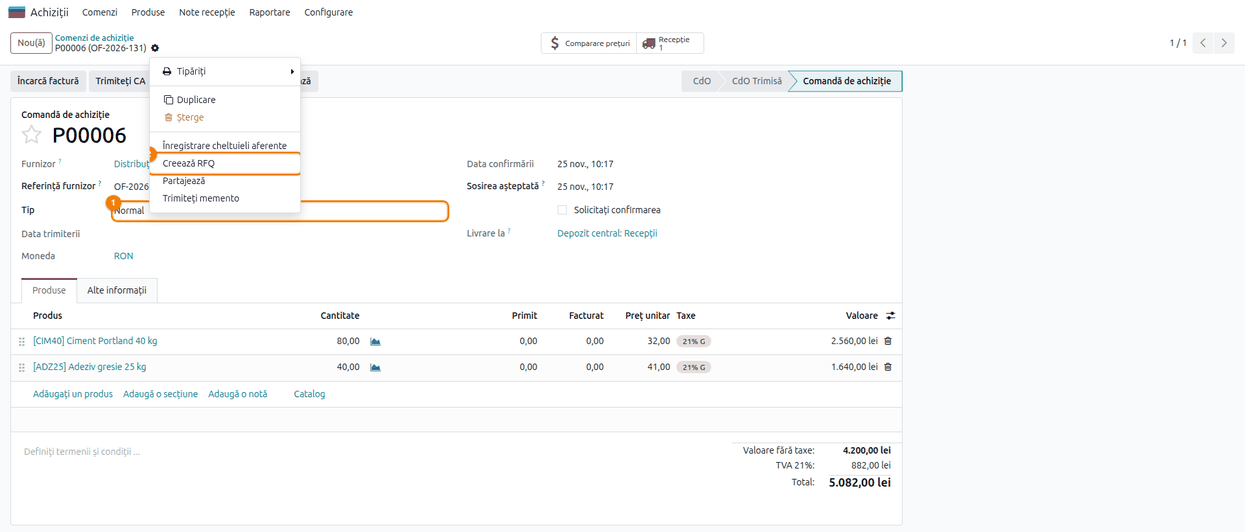 Achiziții Comenzi Produse Note recepție Raportare Configurare
Nou(ă) Comenzi de achiziție
P00006 (OF-2026-131)
Comparare prețuri
Recepție
1
1 / 1
Încarcă factură Trimiteți CA ază
CdO CdO Trimisă Comandă de achiziție
Tipăriți
Duplicare
Șterge
Înregistrare cheltuieli aferente
Creează RFQ
Partajează
Trimiteți memento
Comandă de achiziție
P00006
Furnizor ? Distribuț
Data confirmării 25 nov., 10:17
Referință furnizor ? OF-2026
Sosirea așteptată ? 25 nov., 10:17
1
Tip Normal
Solicitați confirmarea
Data trimiterii
Livrare la ? Depozit central: Recepții
Moneda RON
Produse Alte informații
Produs Cantitate Primit Facturat Preț unitar Taxe Valoare
[CIM40] Ciment Portland 40 kg 80,00 0,00 0,00 32,00 21% G 2.560,00 lei
[ADZ25] Adeziv gresie 25 kg 40,00 0,00 0,00 41,00 21% G 1.640,00 lei
Adăugați un produs Adaugă o secțiune Adaugă o notă Catalog
Definiți termenii și condiții ...
Valoare fără taxe: 4.200,00 lei
TVA 21%: 882,00 lei
Total: 5.082,00 lei